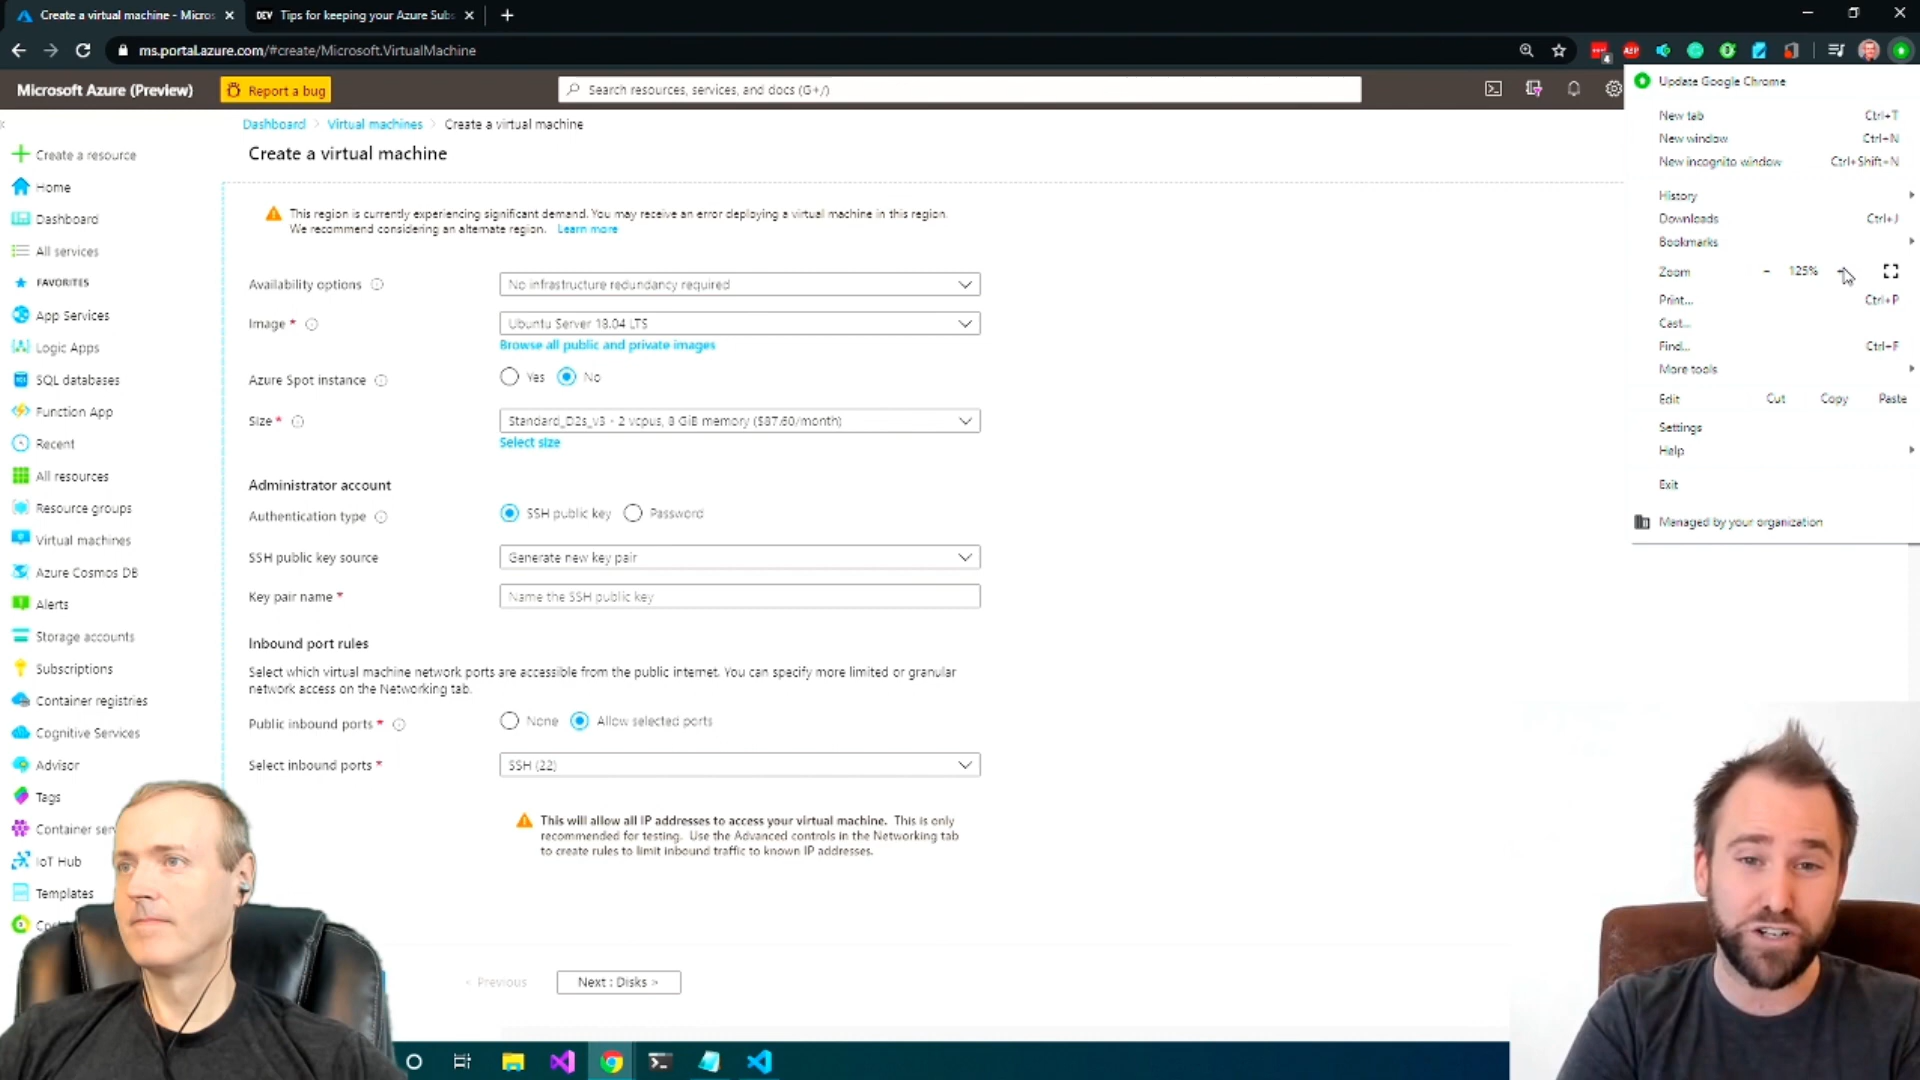 Create a virtual machine - Micros
DEV Tips for keeping your Azure Subs
ms.portal.azure.com/#create/Microsoft.VirtualMachine
4
ABP
Microsoft Azure (Preview)
Report a bug
Search resources, services, and docs (G+/)
Dashboard > Virtual machines > Create a virtual machine
Create a virtual machine
Create a resource
Home
Dashboard
All services
FAVORITES
App Services
Logic Apps
SQL databases
Function App
Recent
All resources
Resource groups
Virtual machines
Azure Cosmos DB
Alerts
Storage accounts
Subscriptions
Container registries
Cognitive Services
Advisor
Tags
Container ser
IoT Hub
Templates
This region is currently experiencing significant demand. You may receive an error deploying a virtual machine in this region.
We recommend considering an alternate region. Learn more
Availability options
No infrastructure redundancy required
Image *
Ubuntu Server 18.04 LTS
Browse all public and private images
Azure Spot instance
Yes No
Size *
Standard_D2s_v3 - 2 vcpus, 8 GiB memory ($87.60/month)
Select size
Administrator account
Authentication type
SSH public key Password
SSH public key source
Generate new key pair
Key pair name *
Name the SSH public key
Inbound port rules
Select which virtual machine network ports are accessible from the public internet. You can specify more limited or granular
network access on the Networking tab.
Public inbound ports *
None Allow selected ports
Select inbound ports *
SSH (22)
This will allow all IP addresses to access your virtual machine. This is only
recommended for testing. Use the Advanced controls in the Networking tab
to create rules to limit inbound traffic to known IP addresses.
< Previous
Next : Disks >
Update Google Chrome
New tab Ctrl+T
New window Ctrl+N
New incognito window Ctrl+Shift+N
History
Downloads Ctrl+J
Bookmarks
Zoom - 125%
Print... Ctrl+P
Cast...
Find... Ctrl+F
More tools
Edit Cut Copy Paste
Settings
Help
Exit
Managed by your organization